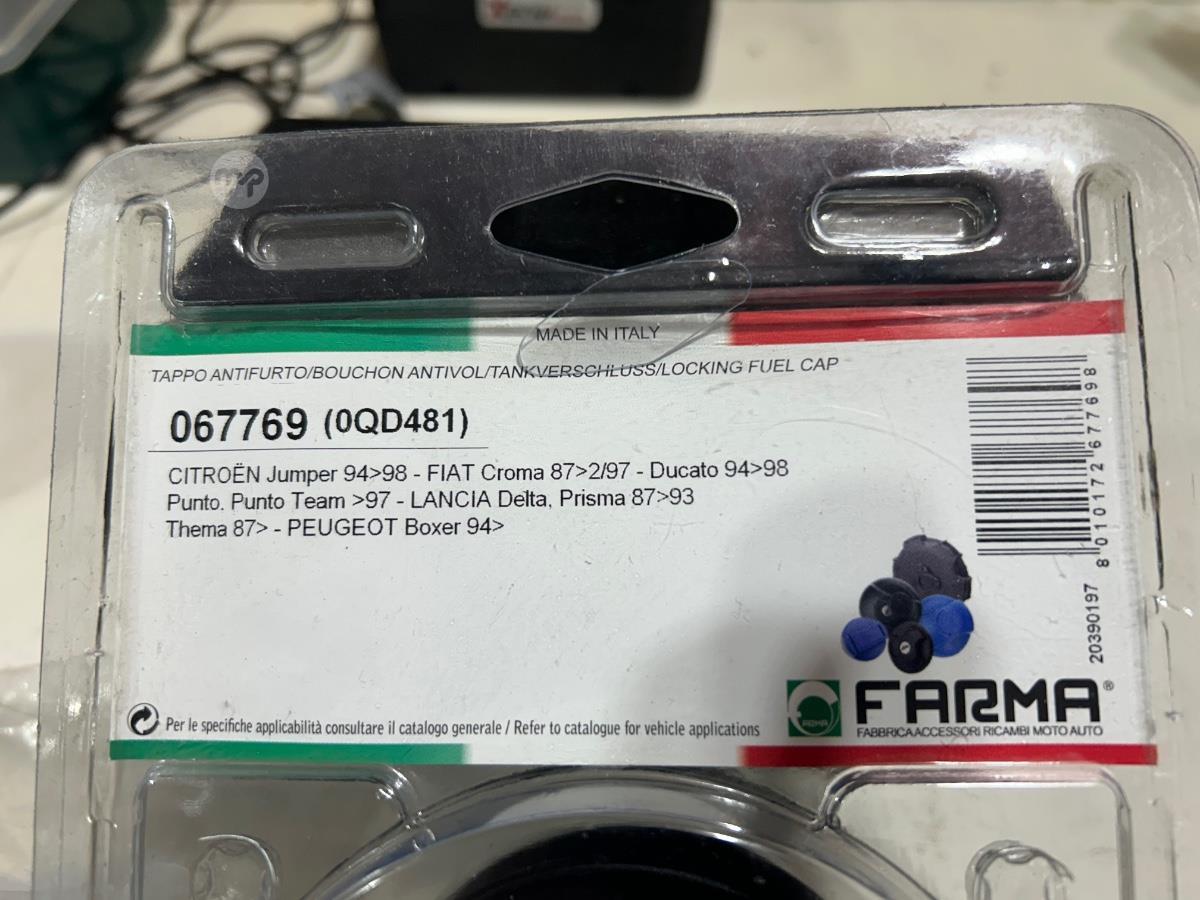 mp
MADE IN ITALY
TAPPO ANTIFURTO/BOUCHON ANTIVOL/TANKVERSCHLUSS/LOCKING FUEL CAP
067769 (0QD481)
CITROËN Jumper 94>98 - FIAT Croma 87>2/97 - Ducato 94>98
Punto, Punto Team >97 - LANCIA Delta, Prisma 87>93
Thema 87> - PEUGEOT Boxer 94>
8 010172 677698
20390197
FARMA
FARMA®
FABBRICA ACCESSORI RICAMBI MOTO AUTO
Per le specifiche applicabilità consultare il catalogo generale / Refer to catalogue for vehicle applications